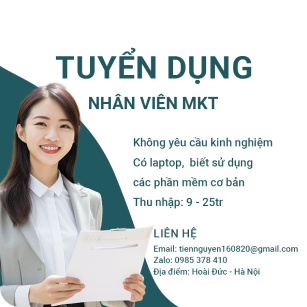 TUYỂN DỤNG
NHÂN VIÊN MKT
Không yêu cầu kinh nghiệm
Có laptop, biết sử dụng
các phần mềm cơ bản
Thu nhập: 9 - 25tr
LIÊN HỆ
Email: tiennguyen160820@gmail.com
Zalo: 0985 378 410
Địa điểm: Hoài Đức - Hà Nội